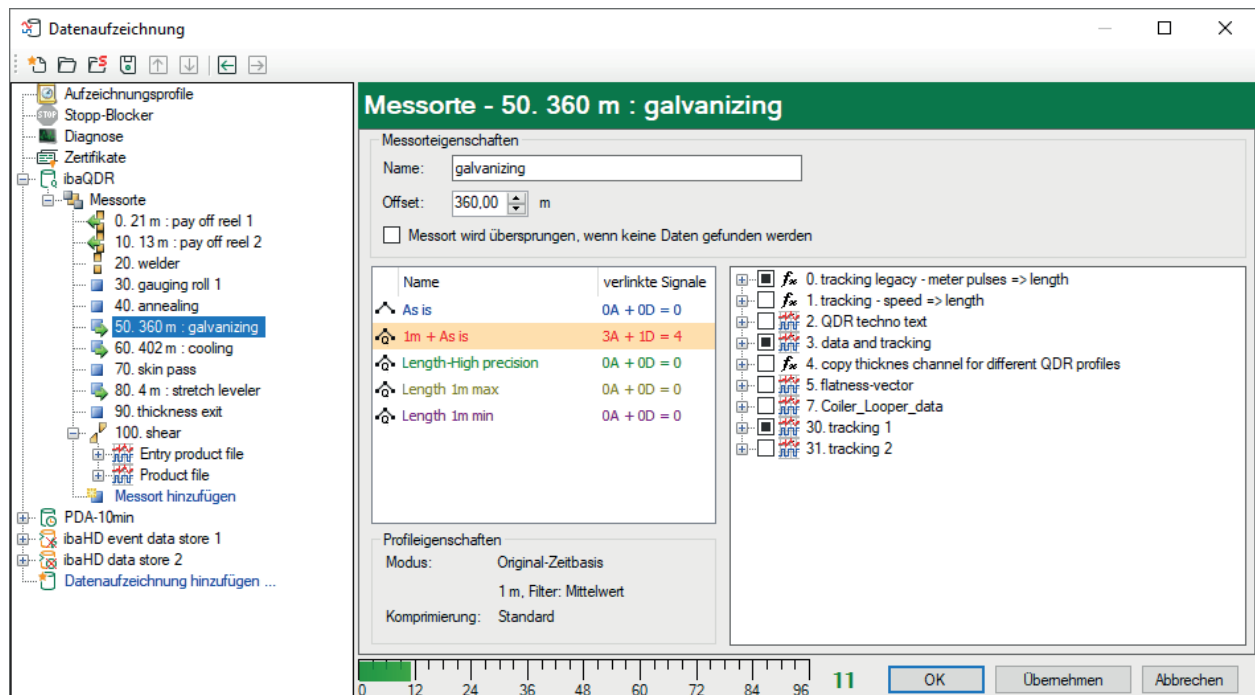 Datenaufzeichnung
Aufzeichnungsprofile
STOP Stopp-Blocker
Diagnose
Zertifikate
ibaQDR
Messorte
0. 21 m : pay off reel 1
10. 13 m : pay off reel 2
20. welder
30. gauging roll 1
40. annealing
50. 360 m : galvanizing
60. 402 m : cooling
70. skin pass
80. 4 m : stretch leveler
90. thickness exit
100. shear
Entry product file
Product file
Messort hinzufügen
PDA-10min
ibaHD event data store 1
ibaHD data store 2
Datenaufzeichnung hinzufügen ...
Messorte - 50. 360 m : galvanizing
Messorteigenschaften
Name: galvanizing
Offset: 360,00 m
Messort wird übersprungen, wenn keine Daten gefunden werden
Name verlinkte Signale
As is 0A + 0D = 0
1m + As is 3A + 1D = 4
Length-High precision 0A + 0D = 0
Length 1m max 0A + 0D = 0
Length 1m min 0A + 0D = 0
fx 0. tracking legacy - meter pulses => length
fx 1. tracking - speed => length
2. QDR techno text
3. data and tracking
fx 4. copy thicknes channel for different QDR profiles
5. flatness-vector
7. Coiler_Looper_data
30. tracking 1
31. tracking 2
Profileigenschaften
Modus: Original-Zeitbasis
1 m, Filter: Mittelwert
Komprimierung: Standard
0 12 24 36 48 60 72 84 96
11
OK Übernehmen Abbrechen